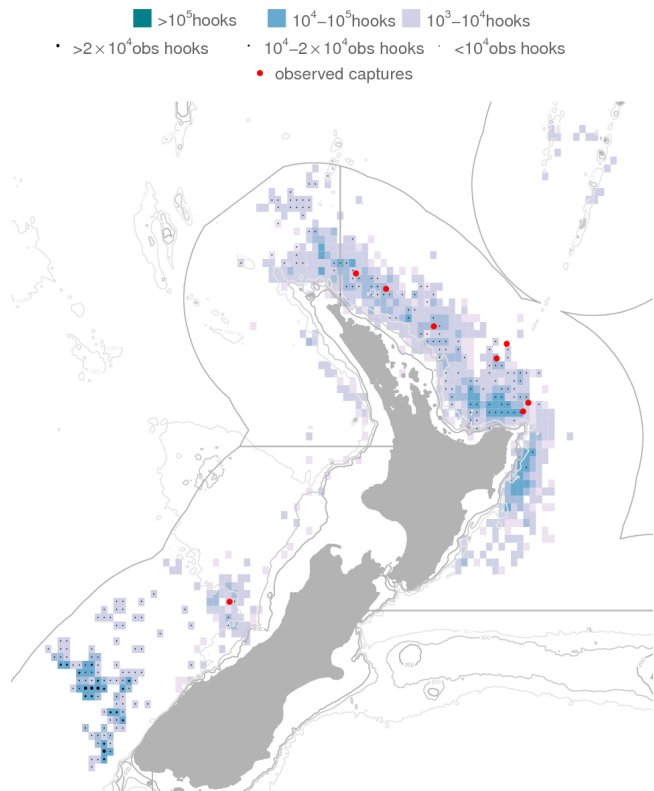 >10⁵hooks 10⁴–10⁵hooks 10³–10⁴hooks
>2×10⁴obs hooks 10⁴–2×10⁴obs hooks <10⁴obs hooks
observed captures